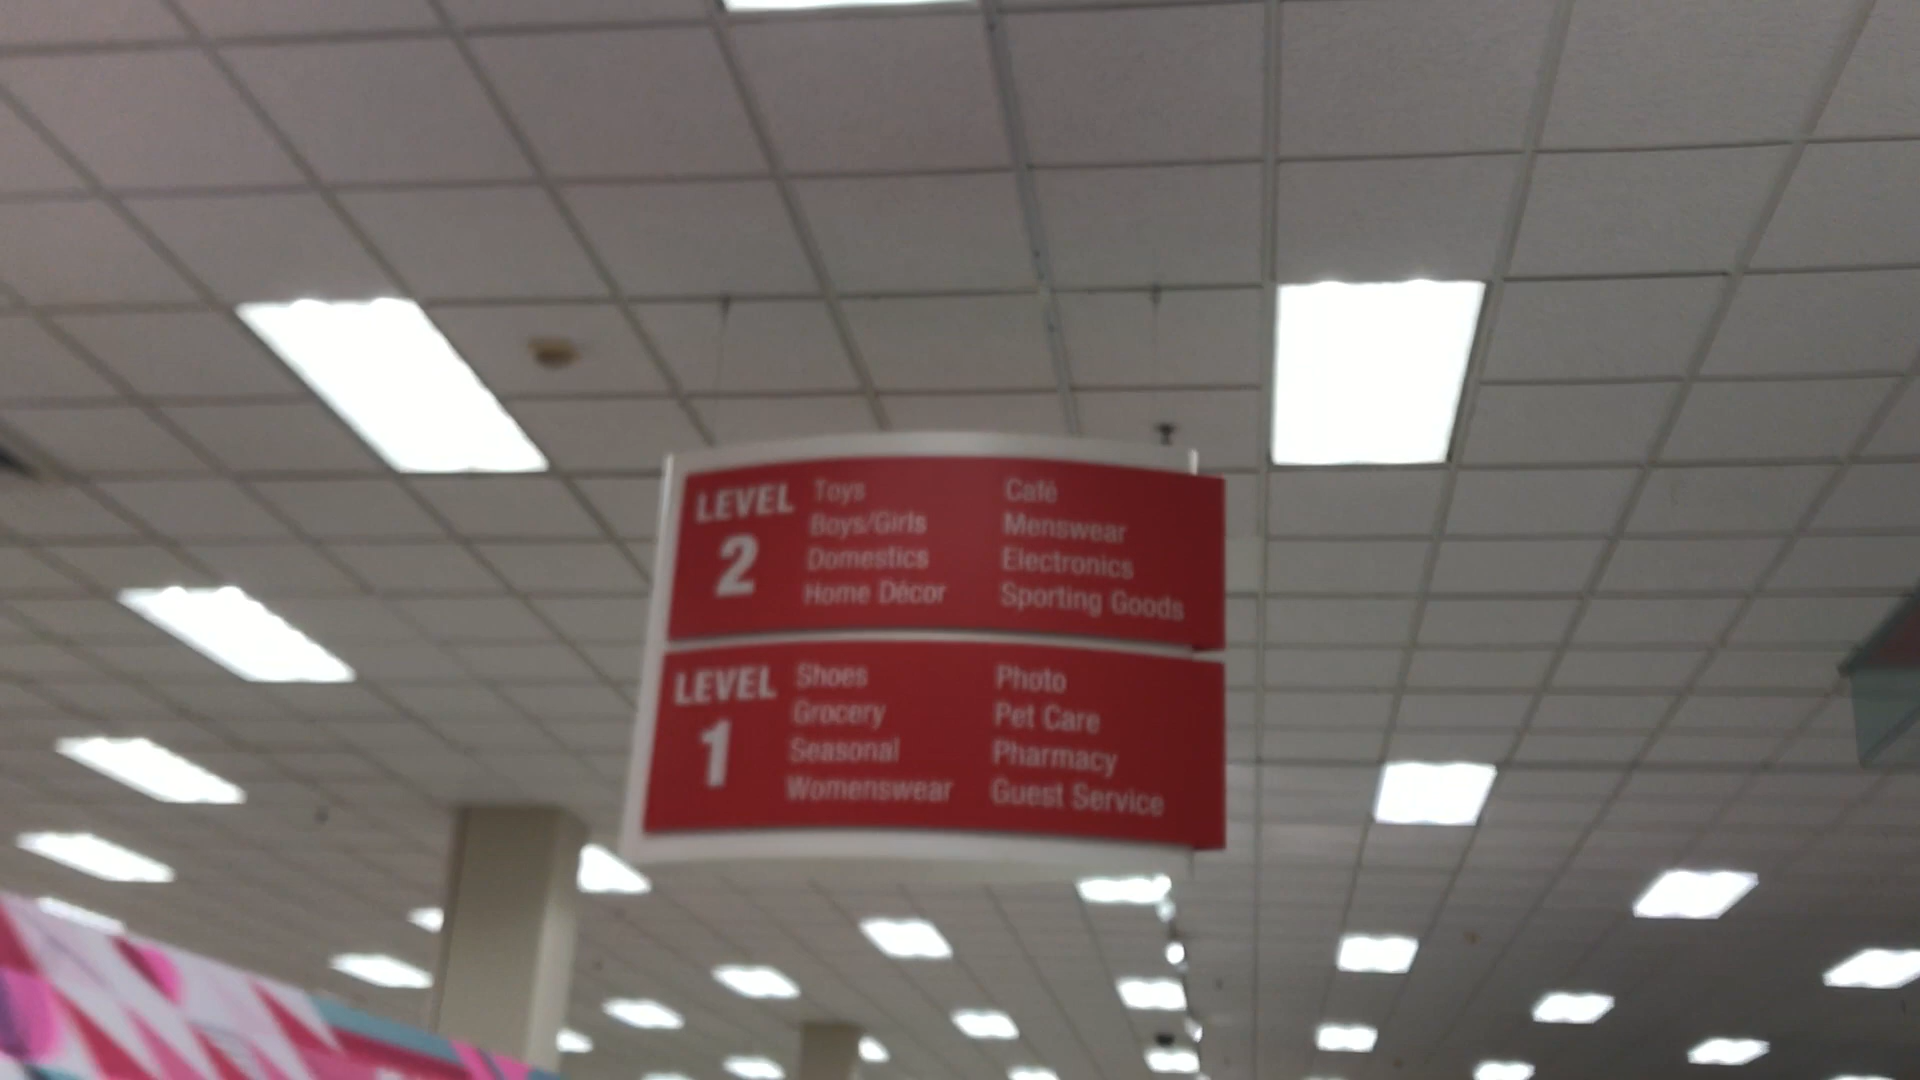 LEVEL
2
Toys
Boys/Girls
Domestics
Home Décor
Café
Menswear
Electronics
Sporting Goods
LEVEL
1
Shoes
Grocery
Seasonal
Womenswear
Photo
Pet Care
Pharmacy
Guest Service